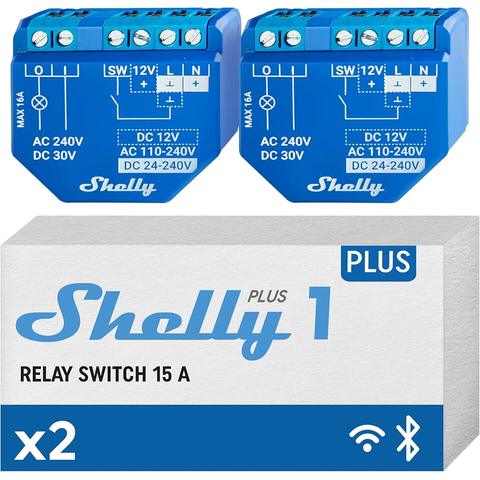 O I SW 12V L N
+ ⊥ +
⊥
MAX 16A
AC 240V
DC 30V
DC 12V
AC 110-240V
DC 24-240V
Shelly
O I SW 12V L N
+ ⊥ +
⊥
MAX 16A
AC 240V
DC 30V
DC 12V
AC 110-240V
DC 24-240V
Shelly
PLUS
Shelly PLUS 1
RELAY SWITCH 15 A
x2